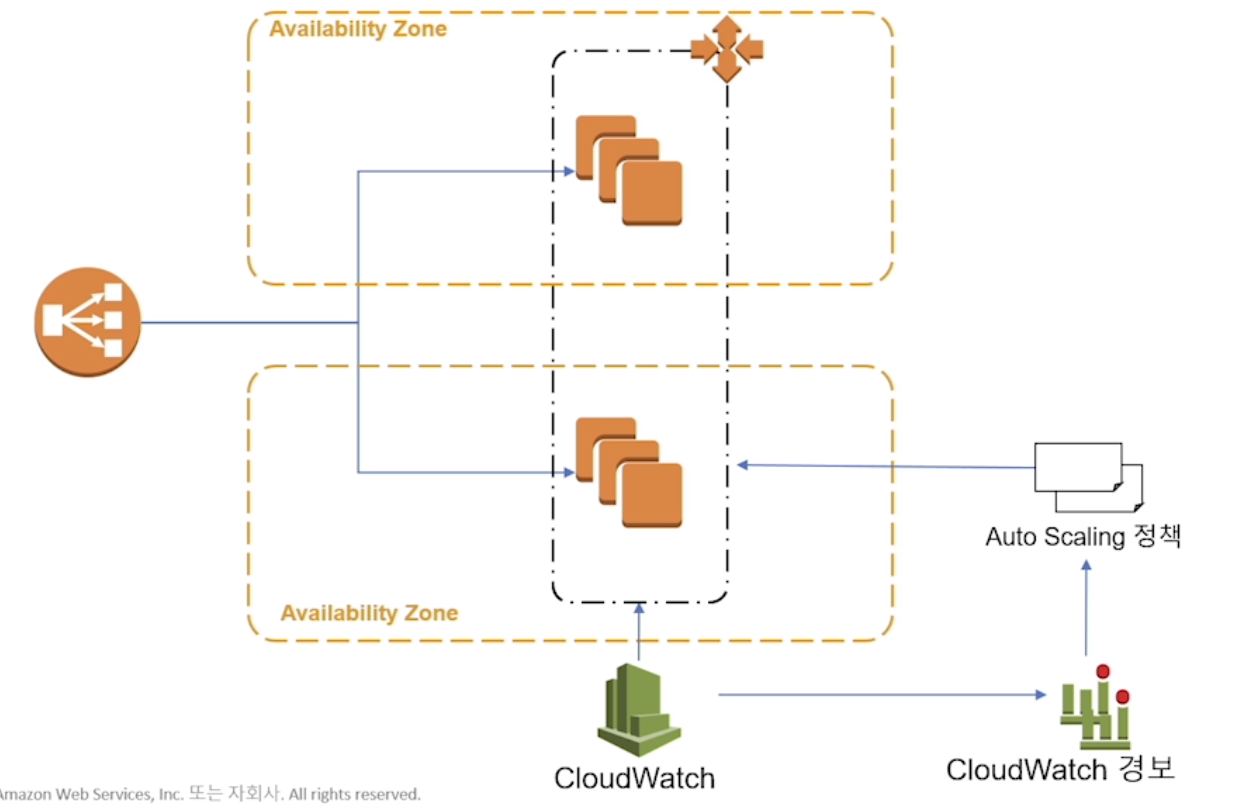 Availability Zone
Auto Scaling 정책
Availability Zone
CloudWatch
CloudWatch 경보
Amazon Web Services, Inc. 또는 자회사. All rights reserved.